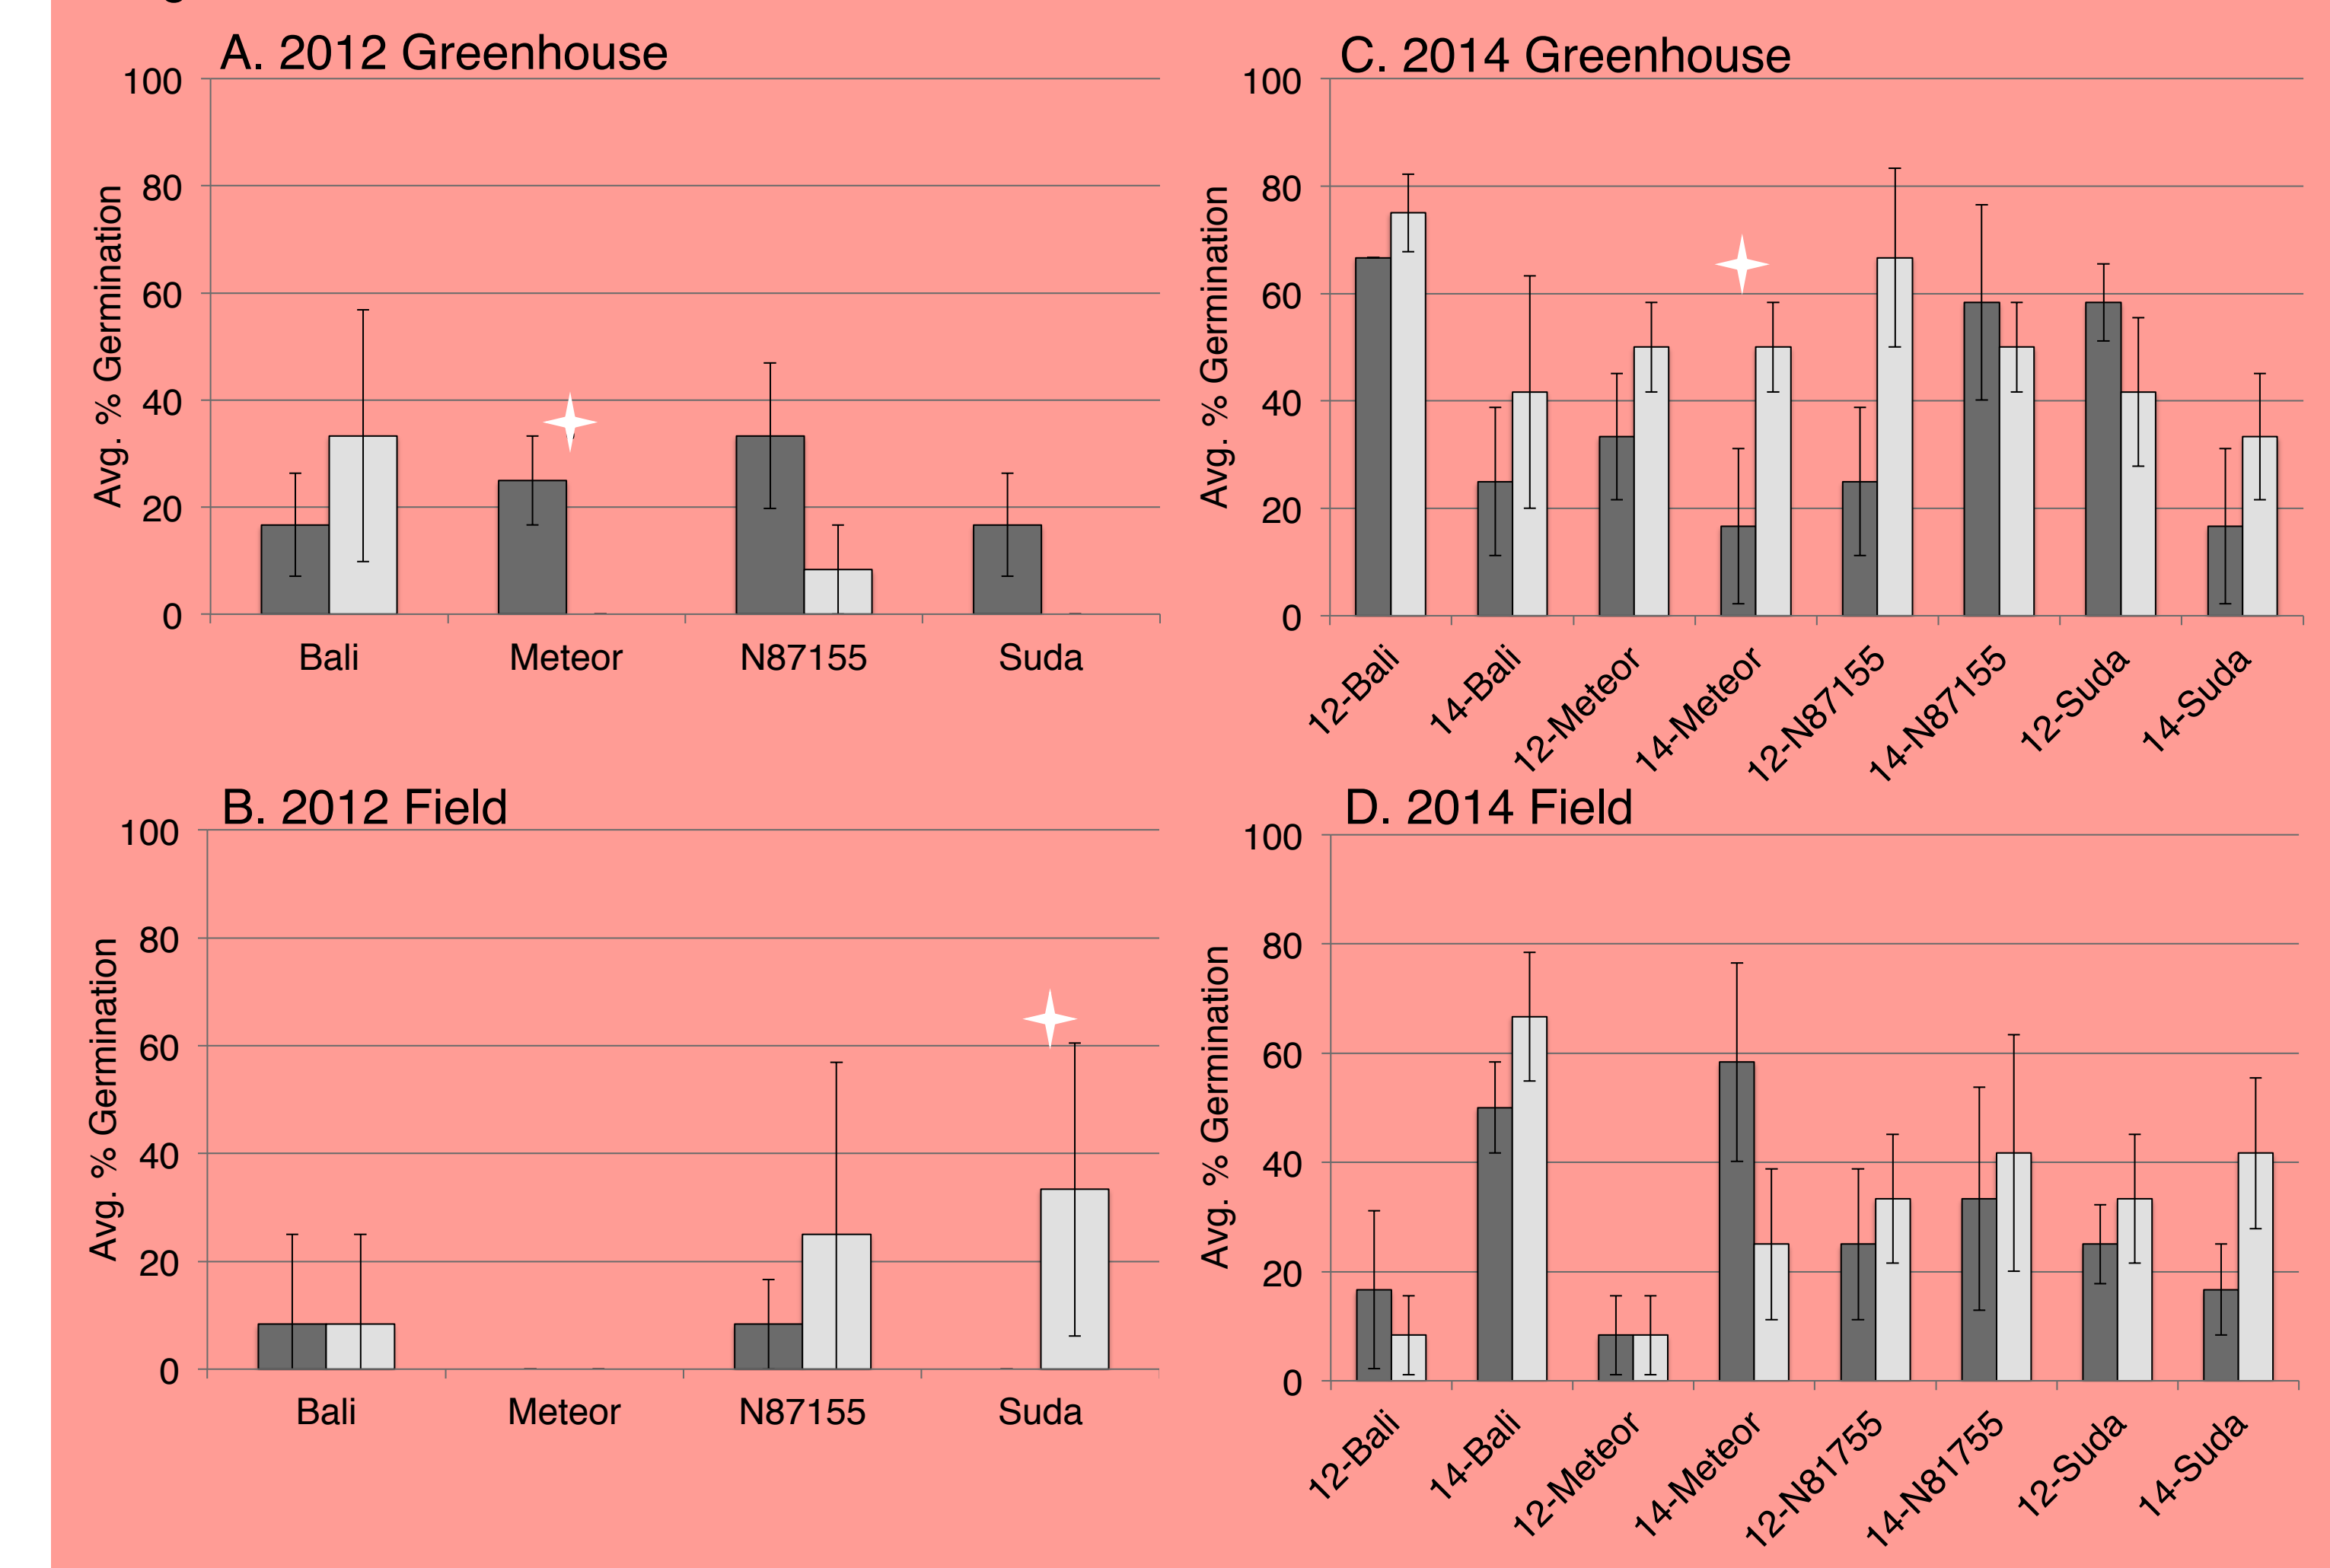 A. 2012 Greenhouse
100
80
60
40
20
0
Avg. % Germination
Bali Meteor N87155 Suda
C. 2014 Greenhouse
100
80
60
40
20
0
Avg. % Germination
12-Bali 14-Bali 12-Meteor 14-Meteor 12-N87155 14-N87155 12-Suda 14-Suda
B. 2012 Field
100
80
60
40
20
0
Avg. % Germination
Bali Meteor N87155 Suda
D. 2014 Field
100
80
60
40
20
0
Avg. % Germination
12-Bali 14-Bali 12-Meteor 14-Meteor 12-N81755 14-N81755 12-Suda 14-Suda